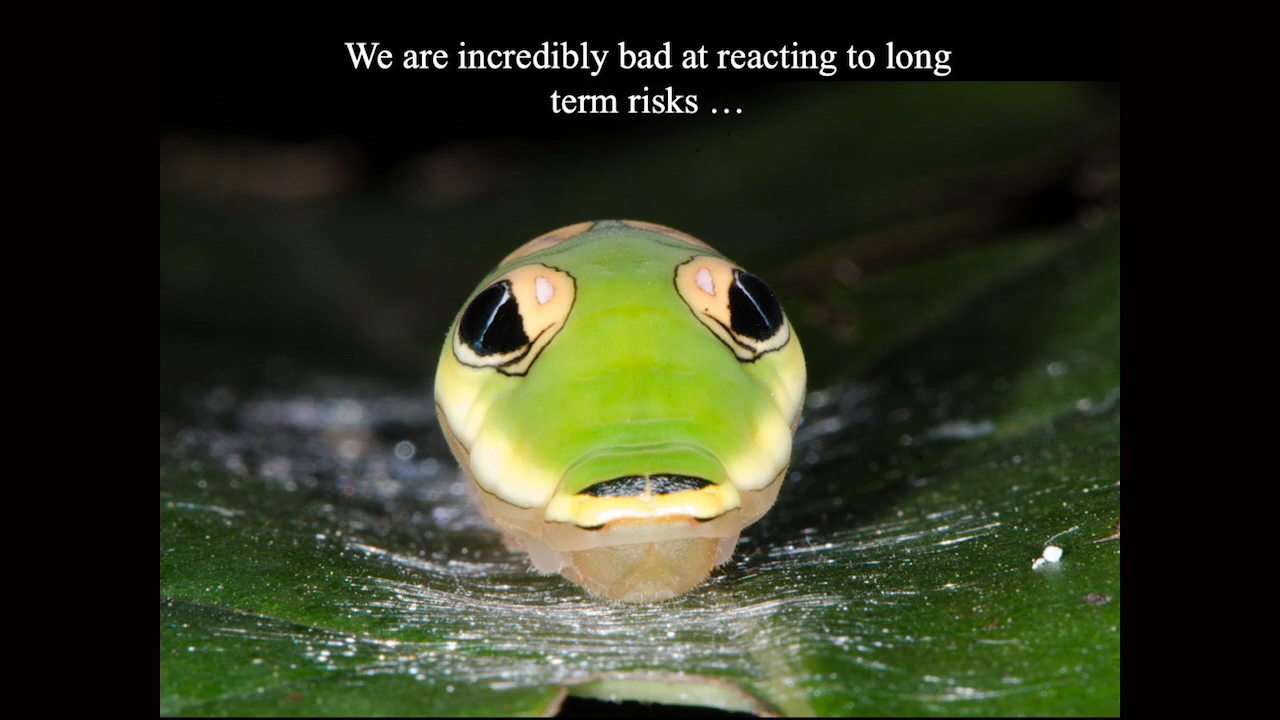 We are incredibly bad at reacting to long
term risks …